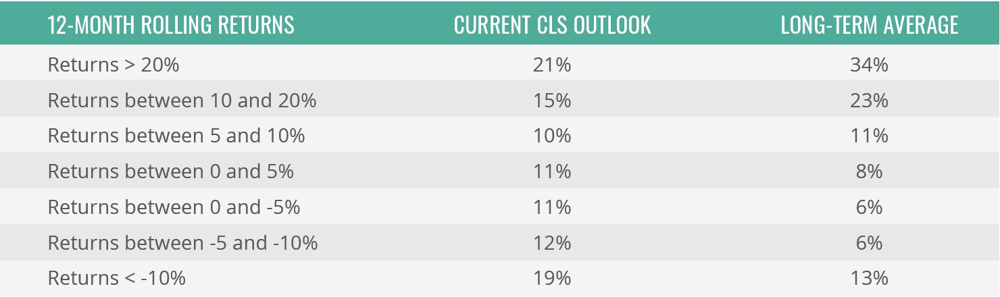 12-MONTH ROLLING RETURNS CURRENT CLS OUTLOOK LONG-TERM AVERAGE
Returns > 20% 21% 34%
Returns between 10 and 20% 15% 23%
Returns between 5 and 10% 10% 11%
Returns between 0 and 5% 11% 8%
Returns between 0 and -5% 11% 6%
Returns between -5 and -10% 12% 6%
Returns < -10% 19% 13%